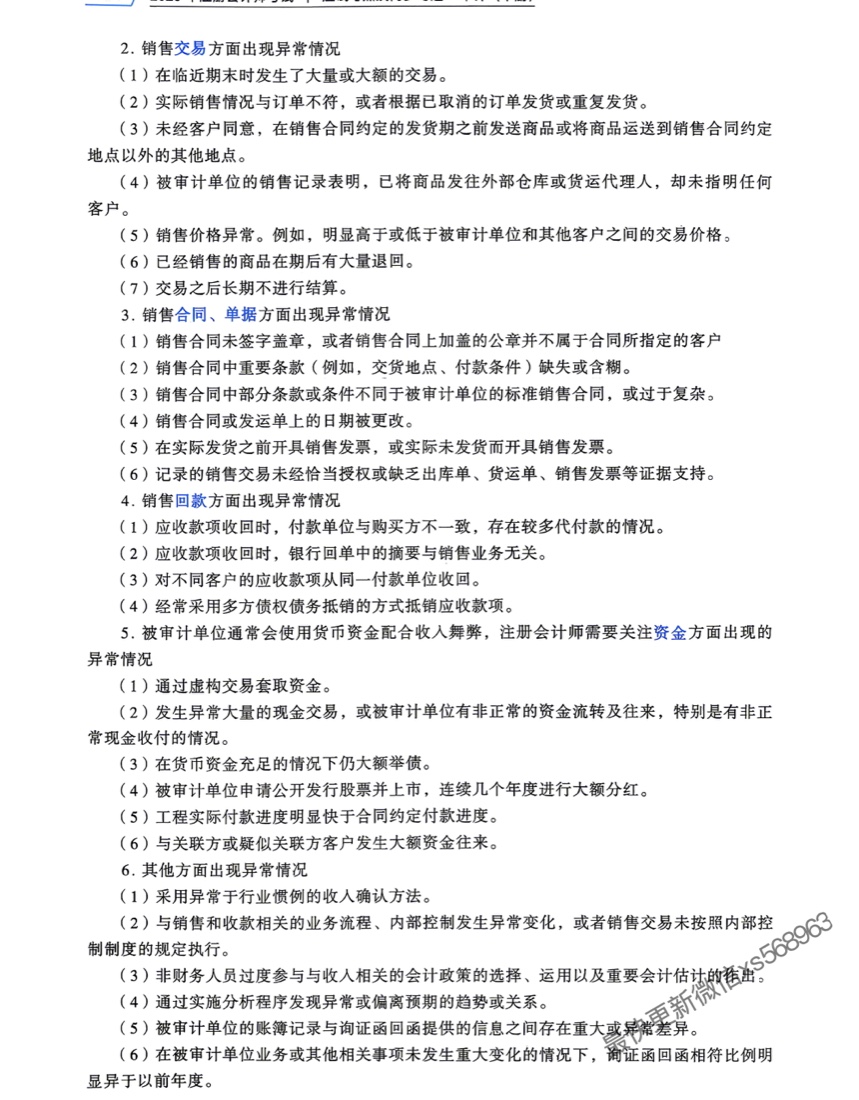 2. 销售交易方面出现异常情况
（1）在临近期末时发生了大量或大额的交易。
（2）实际销售情况与订单不符，或者根据已取消的订单发货或重复发货。
（3）未经客户同意，在销售合同约定的发货期之前发送商品或将商品运送到销售合同约定
地点以外的其他地点。
（4）被审计单位的销售记录表明，已将商品发往外部仓库或货运代理人，却未指明任何
客户。
（5）销售价格异常。例如，明显高于或低于被审计单位和其他客户之间的交易价格。
（6）已经销售的商品在期后有大量退回。
（7）交易之后长期不进行结算。
3. 销售合同、单据方面出现异常情况
（1）销售合同未签字盖章，或者销售合同上加盖的公章并不属于合同所指定的客户
（2）销售合同中重要条款（例如，交货地点、付款条件）缺失或含糊。
（3）销售合同中部分条款或条件不同于被审计单位的标准销售合同，或过于复杂。
（4）销售合同或发运单上的日期被更改。
（5）在实际发货之前开具销售发票，或实际未发货而开具销售发票。
（6）记录的销售交易未经恰当授权或缺乏出库单、货运单、销售发票等证据支持。
4. 销售回款方面出现异常情况
（1）应收款项收回时，付款单位与购买方不一致，存在较多代付款的情况。
（2）应收款项收回时，银行回单中的摘要与销售业务无关。
（3）对不同客户的应收款项从同一付款单位收回。
（4）经常采用多方债权债务抵销的方式抵销应收款项。
5. 被审计单位通常会使用货币资金配合收入舞弊，注册会计师需要关注资金方面出现的
异常情况
（1）通过虚构交易套取资金。
（2）发生异常大量的现金交易，或被审计单位有非正常的资金流转及往来，特别是有非正
常现金收付的情况。
（3）在货币资金充足的情况下仍大额举债。
（4）被审计单位申请公开发行股票并上市，连续几个年度进行大额分红。
（5）工程实际付款进度明显快于合同约定付款进度。
（6）与关联方或疑似关联方客户发生大额资金往来。
6. 其他方面出现异常情况
（1）采用异常于行业惯例的收入确认方法。
（2）与销售和收款相关的业务流程、内部控制发生异常变化，或者销售交易未按照内部控
制制度的规定执行。
（3）非财务人员过度参与与收入相关的会计政策的选择、运用以及重要会计估计的作出。
（4）通过实施分析程序发现异常或偏离预期的趋势或关系。
（5）被审计单位的账簿记录与询证函回函提供的信息之间存在重大或异常差异。
（6）在被审计单位业务或其他相关事项未发生重大变化的情况下，询证函回函相符比例明
显异于以前年度。
最快更新微信xs568963